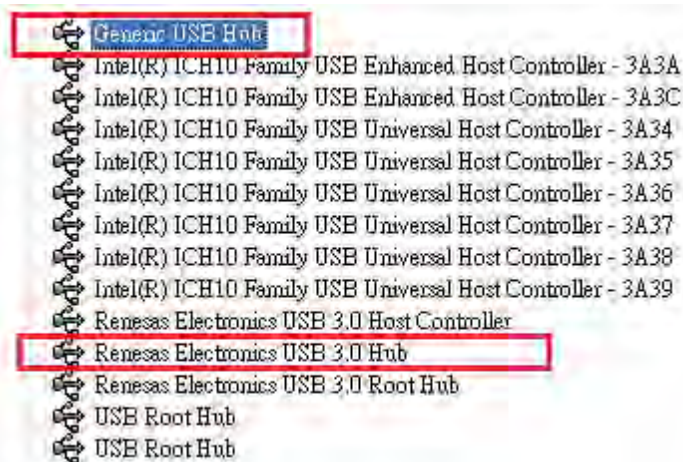 Generic USB Hub
Intel(R) ICH10 Family USB Enhanced Host Controller - 3A3A
Intel(R) ICH10 Family USB Enhanced Host Controller - 3A3C
Intel(R) ICH10 Family USB Universal Host Controller - 3A34
Intel(R) ICH10 Family USB Universal Host Controller - 3A35
Intel(R) ICH10 Family USB Universal Host Controller - 3A36
Intel(R) ICH10 Family USB Universal Host Controller - 3A37
Intel(R) ICH10 Family USB Universal Host Controller - 3A38
Intel(R) ICH10 Family USB Universal Host Controller - 3A39
Renesas Electronics USB 3.0 Host Controller
Renesas Electronics USB 3.0 Hub
Renesas Electronics USB 3.0 Root Hub
USB Root Hub
USB Root Hub